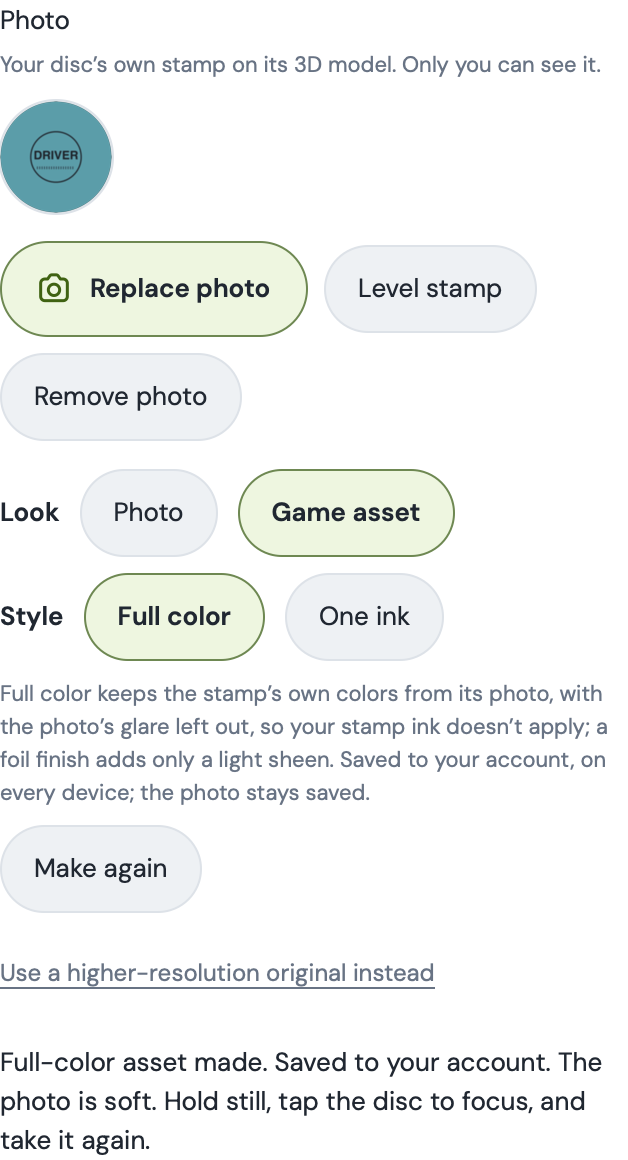 Photo
Your disc's own stamp on its 3D model. Only you can see it.
DRIVER
Replace photo
Level stamp
Remove photo
Look
Photo
Game asset
Style
Full color
One ink
Full color keeps the stamp's own colors from its photo, with
the photo's glare left out, so your stamp ink doesn't apply; a
foil finish adds only a light sheen. Saved to your account, on
every device; the photo stays saved.
Make again
Use a higher-resolution original instead
Full-color asset made. Saved to your account. The
photo is soft. Hold still, tap the disc to focus, and
take it again.